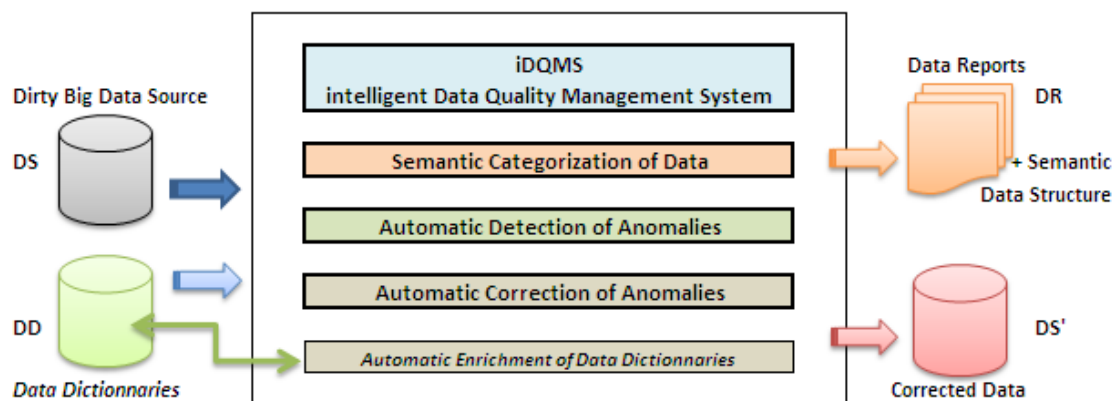 Dirty Big Data Source
DS
DD
Data Dictionnaries
iDQMS
intelligent Data Quality Management System
Semantic Categorization of Data
Automatic Detection of Anomalies
Automatic Correction of Anomalies
Automatic Enrichment of Data Dictionnaries
Data Reports
DR
+ Semantic
Data Structure
DS'
Corrected Data